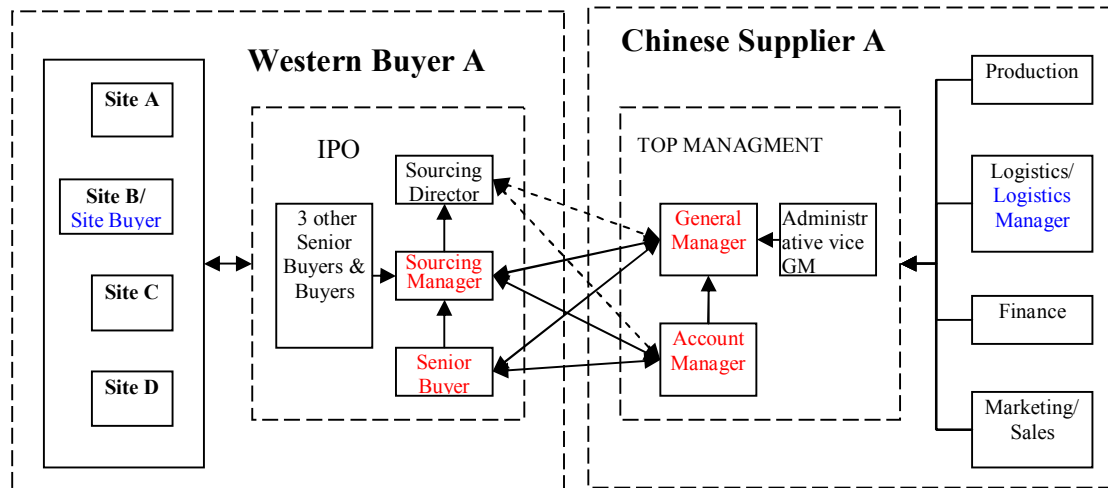 Western Buyer A
Site A
Site B/
Site Buyer
Site C
Site D
IPO
3 other
Senior
Buyers &
Buyers
Sourcing
Director
Sourcing
Manager
Senior
Buyer
Chinese Supplier A
TOP MANAGMENT
General
Manager
Administr
ative vice
GM
Account
Manager
Production
Logistics/
Logistics
Manager
Finance
Marketing/
Sales